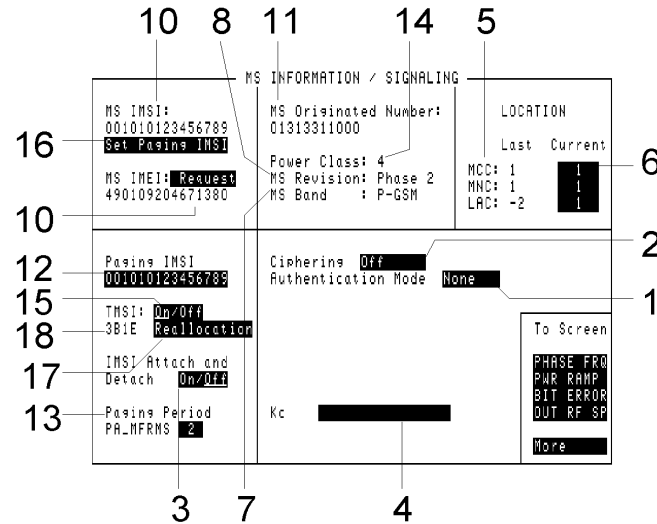 10 8 11 14 5
MS INFORMATION / SIGNALING
MS IMSI:
001010123456789
Set Paging IMSI
16
MS IMEI: Request
490109204671380
10
MS Originated Number:
01313311000
Power Class: 4
MS Revision: Phase 2
MS Band : P-GSM
LOCATION
Last Current
MCC: 1 1
MNC: 1 1
LAC: -2 1
6
Paging IMSI
12
001010123456789
15
TMSI: On/Off
18
3B1E Reallocation
IMSI Attach and
17
Detach On/Off
13
Paging Period
PA_MFRMS 2
Ciphering Off
2
Authentication Mode None
1
Kc
To Screen
PHASE FRQ
PWR RAMP
BIT ERROR
OUT RF SP
More
3 7 4